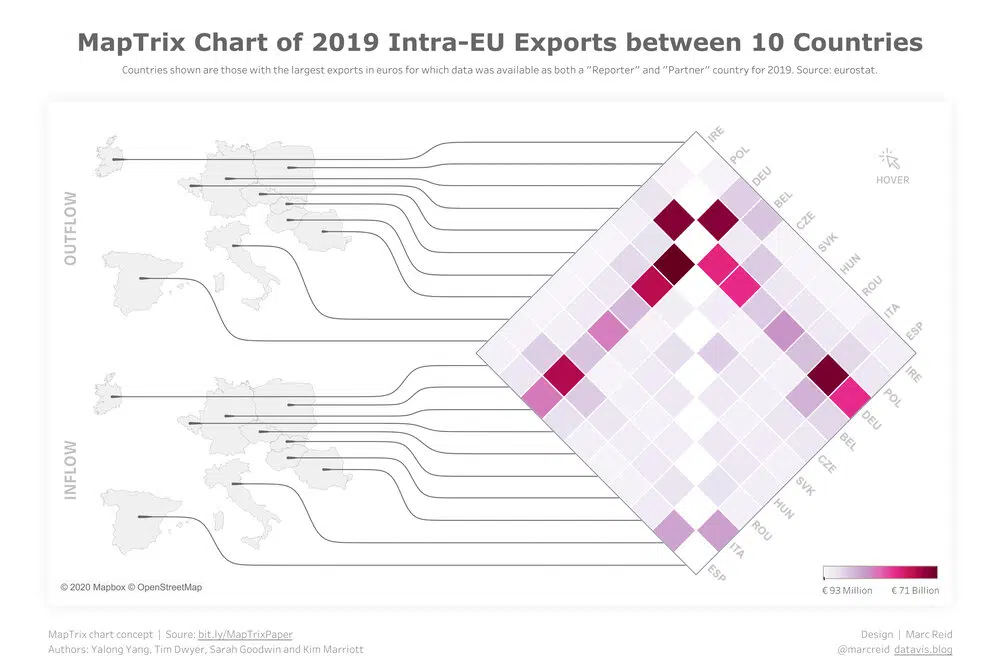 MapTrix Chart of 2019 Intra-EU Exports between 10 Countries
Countries shown are those with the largest exports in euros for which data was available as both a "Reporter" and "Partner" country for 2019. Source: eurostat.
OUTFLOW
INFLOW
IRE
POL
DEU
BEL
CZE
SVK
HUN
ROU
ITA
ESP
IRE
POL
DEU
BEL
CZE
SVK
HUN
ROU
ITA
ESP
HOVER
© 2020 Mapbox © OpenStreetMap
€ 93 Million € 71 Billion
MapTrix chart concept | Soure: bit.ly/MapTrixPaper
Authors: Yalong Yang, Tim Dwyer, Sarah Goodwin and Kim Marriott
Design | Marc Reid
@marcreid datavis.blog